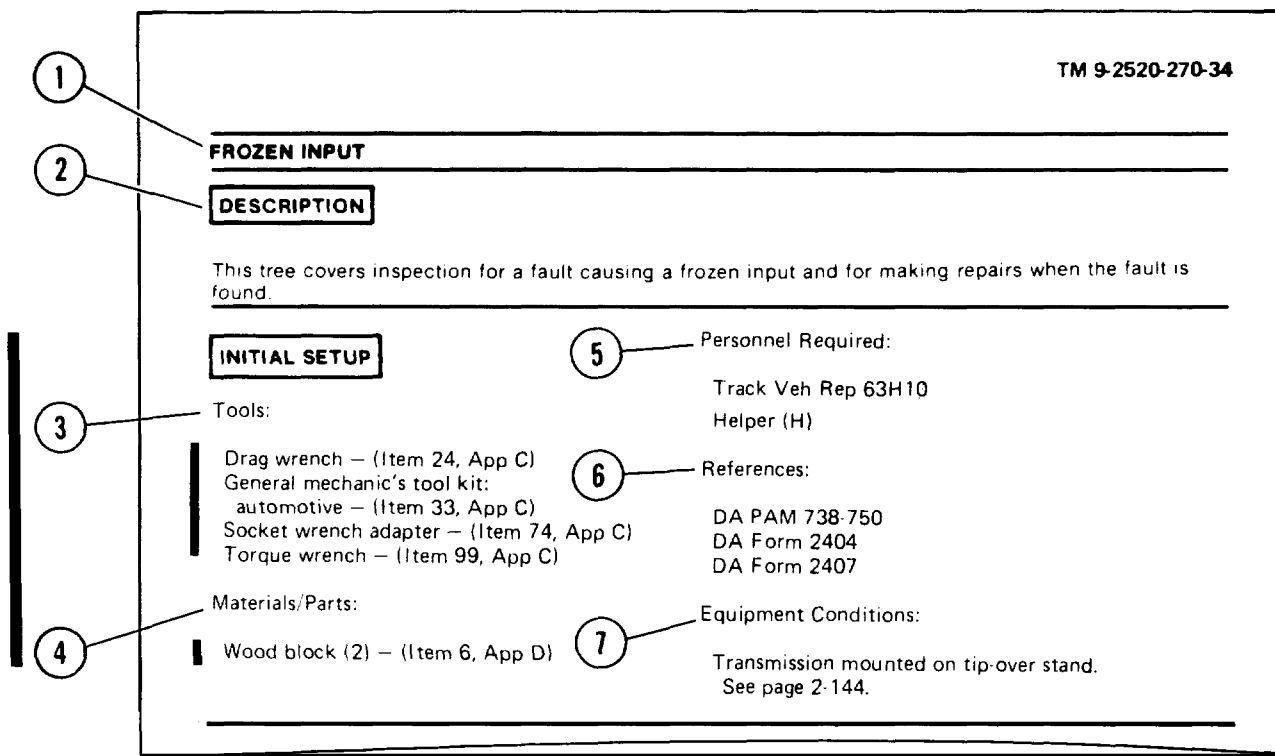 TM 9-2520-270-34
1
FROZEN INPUT
2
DESCRIPTION
This tree covers inspection for a fault causing a frozen input and for making repairs when the fault is
found.
INITIAL SETUP
3
Tools:
Drag wrench — (Item 24, App C)
General mechanic's tool kit:
automotive — (Item 33, App C)
Socket wrench adapter — (Item 74, App C)
Torque wrench — (Item 99, App C)
4
Materials/Parts:
Wood block (2) — (Item 6, App D)
5
Personnel Required:
Track Veh Rep 63H10
Helper (H)
6
References:
DA PAM 738-750
DA Form 2404
DA Form 2407
7
Equipment Conditions:
Transmission mounted on tip-over stand.
See page 2-144.